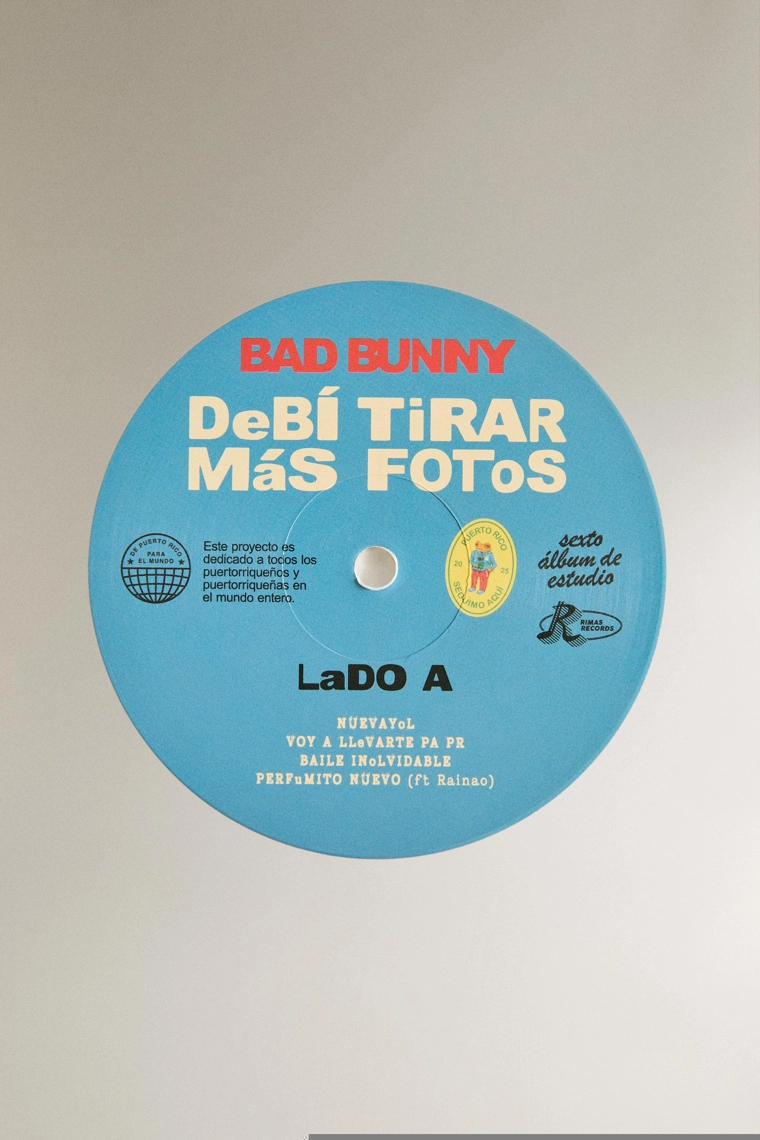 BAD BUNNY
DeBÍ TiRAR
MáS FOToS
DE PUERTO RICO
PARA
EL MUNDO
Este proyecto es
dedicado a todos los
puertorriqueños y
puertorriqueñas en
el mundo entero.
PUERTO RICO
20 25
SEGUIMO AQUÍ
sexto
álbum de
estudio
RIMAS
RECORDS
LaDO A
NUEVAYoL
VOY A LLeVARTE PA PR
BAILE INoLVIDABLE
PERFuMITO NUEVO (ft Rainao)